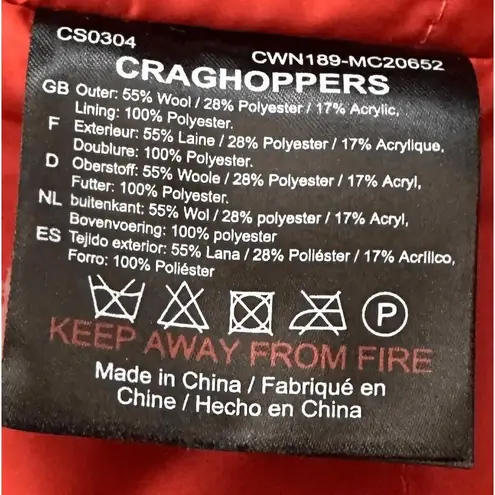 CS0304
CWN189-MC20652
CRAGHOPPERS
GB Outer: 55% Wool / 28% Polyester / 17% Acrylic,
Lining: 100% Polyester.
F Exterieur: 55% Laine / 28% Polyester / 17% Acrylique,
Doublure: 100% Polyester.
D Oberstoff: 55% Woole / 28% Polyester / 17% Acryl,
Futter: 100% Polyester.
NL buitenkant: 55% Wol / 28% polyester / 17% Acryl,
Bovenvoering: 100% polyester
ES Tejido exterior: 55% Lana / 28% Poliéster / 17% Acrilico,
Forro: 100% Poliéster
P
KEEP AWAY FROM FIRE
Made in China / Fabriqué en
Chine / Hecho en China